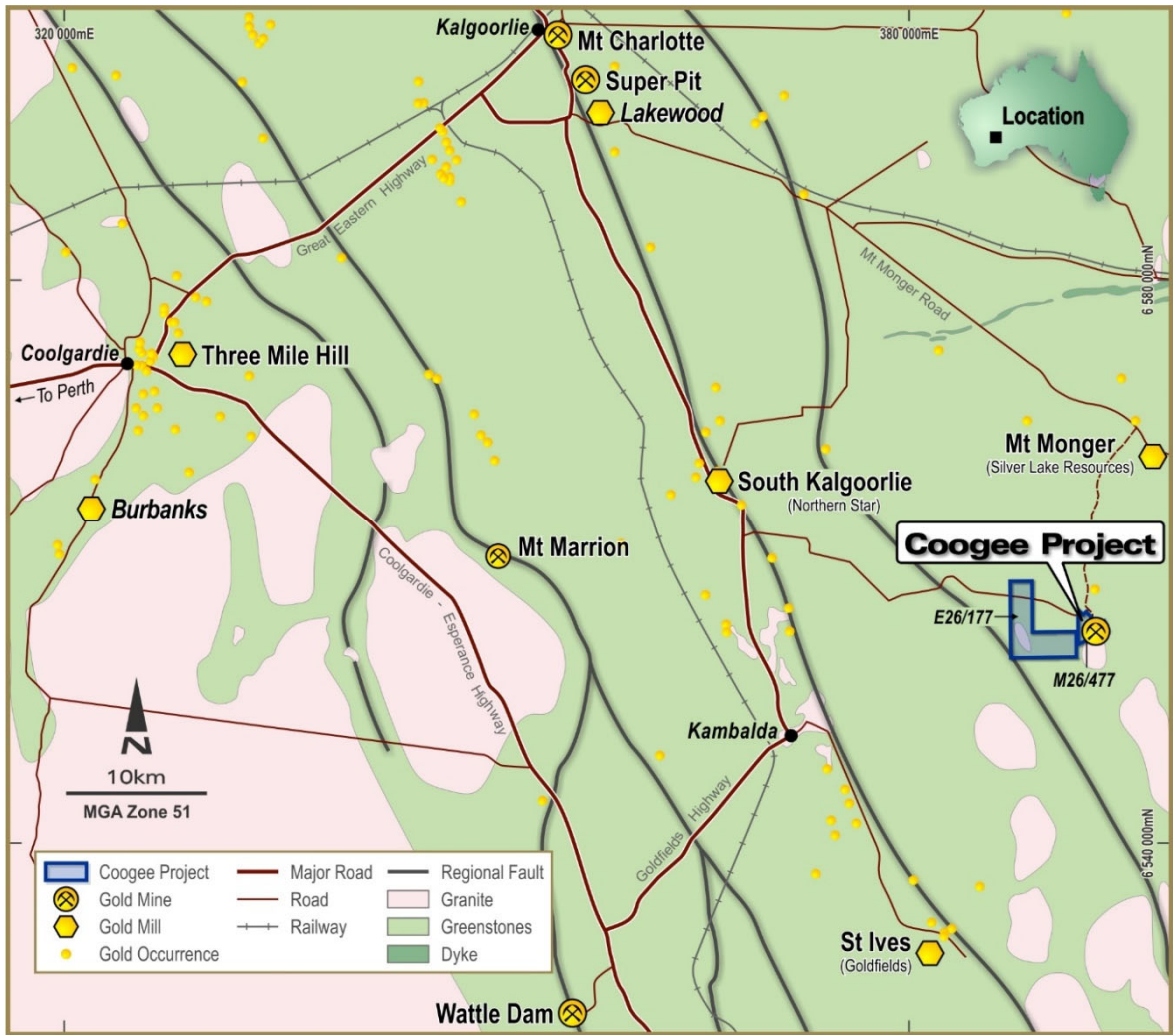 320 000mE
Kalgoorlie
380 000mE
Mt Charlotte
Super Pit
Lakewood
Location
Great Eastern Highway
Mt Monger Road
6 580 000mN
Coolgardie
Three Mile Hill
To Perth
Mt Monger
(Silver Lake Resources)
South Kalgoorlie
(Northern Star)
Burbanks
Mt Marrion
Coogee Project
E26/177
M26/477
Coolgardie - Esperance Highway
Kambalda
N
10km
MGA Zone 51
Goldfields Highway
6 540 000mN
Coogee Project
Major Road
Regional Fault
Gold Mine
Road
Granite
Gold Mill
Railway
Greenstones
Gold Occurrence
Dyke
St Ives
(Goldfields)
Wattle Dam